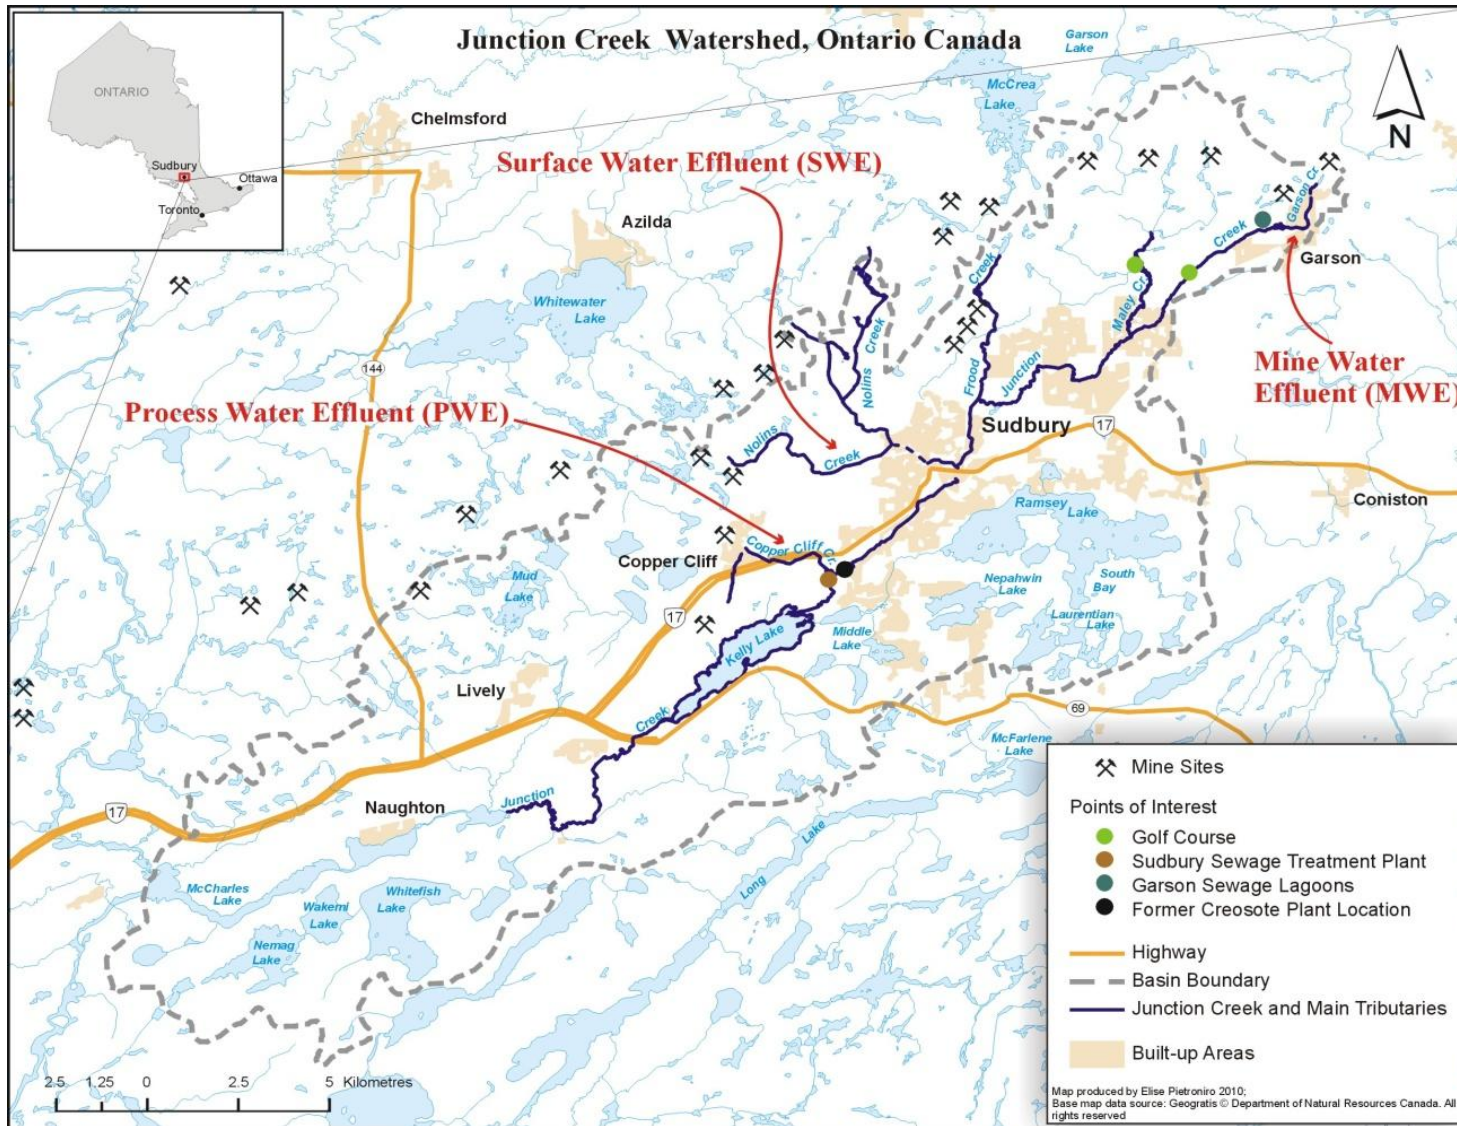 Junction Creek Watershed, Ontario Canada
ONTARIO
Sudbury
Ottawa
Toronto
Garson
Lake
McCrea
Lake
N
Chelmsford
Surface Water Effluent (SWE)
Azilda
Whitewater
Lake
144
Nolins
Creek
Frood
Creek
Maley Cr.
Junction
Creek
Garson Cr.
Garson
Mine Water
Effluent (MWE)
Process Water Effluent (PWE)
Nolins
Creek
Sudbury
17
Coniston
Ramsey
Lake
Copper Cliff
Copper Cliff Cr.
Mud
Lake
Nepahwin
Lake
South
Bay
Laurentian
Lake
17
Middle
Lake
Kelly Lake
Lively
Creek
69
McFarlene
Lake
Junction
Naughton
17
Long
Lake
McCharles
Lake
Wakemi
Lake
Whitefish
Lake
Nemag
Lake
2.5 1.25 0 2.5 5 Kilometres
Mine Sites
Points of Interest
Golf Course
Sudbury Sewage Treatment Plant
Garson Sewage Lagoons
Former Creosote Plant Location
Highway
Basin Boundary
Junction Creek and Main Tributaries
Built-up Areas
Map produced by Elise Pietroniro 2010;
Base map data source: Geogratis © Department of Natural Resources Canada. All
rights reserved